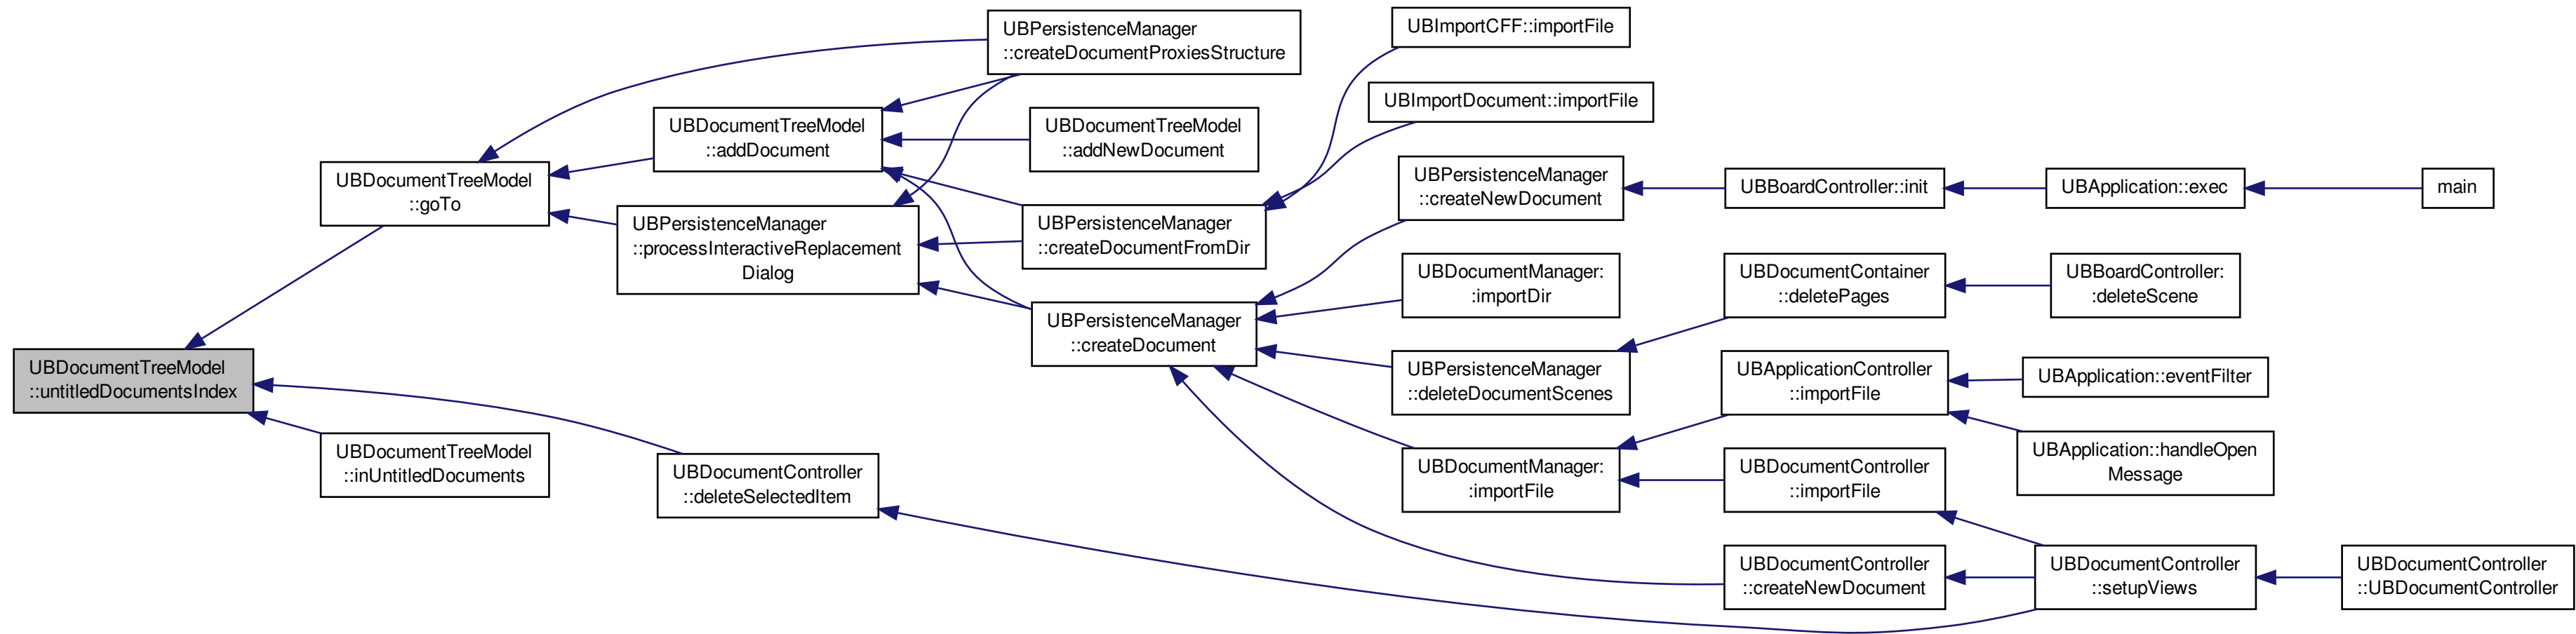 UBDocumentTreeModel
::untitledDocumentsIndex
UBDocumentTreeModel
::goTo
UBPersistenceManager
::createDocumentProxiesStructure
UBDocumentTreeModel
::addDocument
UBDocumentTreeModel
::addNewDocument
UBPersistenceManager
::createDocumentFromDir
UBImportCFF::importFile
UBImportDocument::importFile
UBPersistenceManager
::createDocument
UBPersistenceManager
::createNewDocument
UBBoardController::init
UBApplication::exec
main
UBDocumentManager:
:importDir
UBPersistenceManager
::deleteDocumentScenes
UBDocumentContainer
::deletePages
UBBoardController:
:deleteScene
UBDocumentManager:
:importFile
UBApplicationController
::importFile
UBApplication::eventFilter
UBApplication::handleOpen
Message
UBDocumentController
::importFile
UBDocumentController
::setupViews
UBDocumentController
::UBDocumentController
UBDocumentController
::createNewDocument
UBPersistenceManager
::processInteractiveReplacement
Dialog
UBDocumentController
::deleteSelectedItem
UBDocumentTreeModel
::inUntitledDocuments